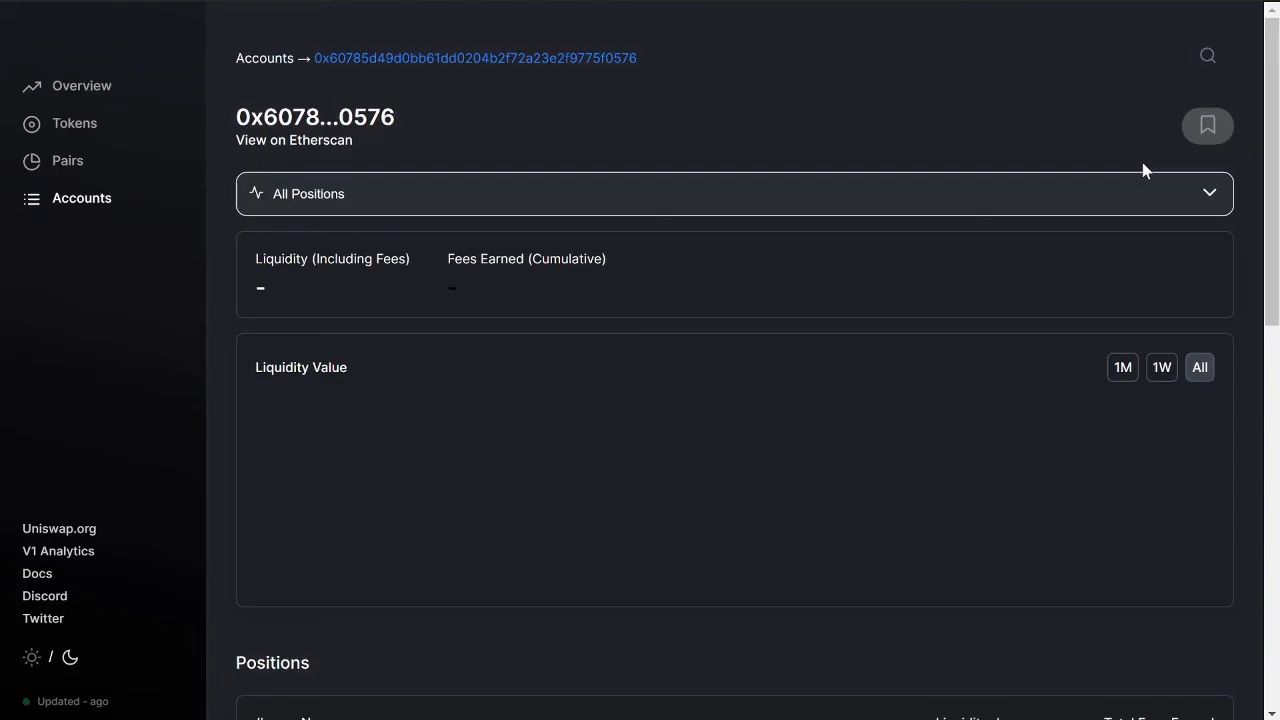 Accounts → 0x60785d49d0bb61dd0204b2f72a23e2f9775f0576
Overview
Tokens
Pairs
Accounts
0x6078...0576
View on Etherscan
All Positions
Liquidity (Including Fees)
Fees Earned (Cumulative)
-
-
Liquidity Value
1M
1W
All
Uniswap.org
V1 Analytics
Docs
Discord
Twitter
/
Updated - ago
Positions